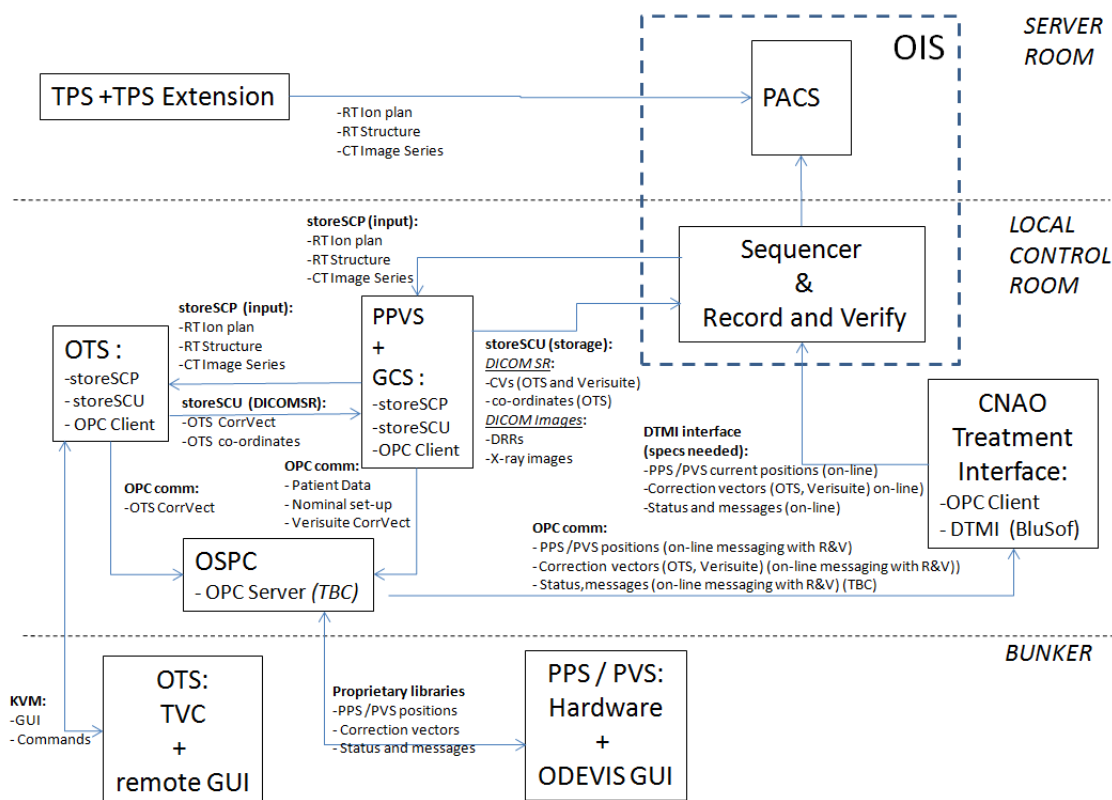 SERVER
ROOM
OIS
TPS +TPS Extension
PACS
-RT Ion plan
-RT Structure
-CT Image Series
LOCAL
CONTROL
ROOM
storeSCP (input):
-RT Ion plan
-RT Structure
-CT Image Series
Sequencer
&
Record and Verify
storeSCP (input):
-RT Ion plan
-RT Structure
-CT Image Series
OTS :
-storeSCP
-storeSCU
- OPC Client
PPVS
+
GCS :
-storeSCP
-storeSCU
-OPC Client
storeSCU (storage):
DICOM SR:
-CVs (OTS and Verisuite)
-co-ordinates (OTS)
DICOM Images:
-DRRs
-X-ray images
storeSCU (DICOMSR):
-OTS CorrVect
-OTS co-ordinates
CNAO
Treatment
Interface:
-OPC Client
- DTMI (BluSof)
DTMI interface
(specs needed):
-PPS /PVS current positions (on-line)
-Correction vectors (OTS, Verisuite) on-line)
-Status and messages (on-line)
OPC comm:
- Patient Data
- Nominal set-up
- Verisuite CorrVect
OPC comm:
-OTS CorrVect
OPC comm:
- PPS /PVS positions (on-line messaging with R&V)
- Correction vectors (OTS, Verisuite) (on-line messaging with R&V))
- Status,messages (on-line messaging with R&V) (TBC)
OSPC
- OPC Server (TBC)
BUNKER
KVM:
-GUI
- Commands
OTS:
TVC
+
remote GUI
Proprietary libraries
-PPS /PVS positions
- Correction vectors
- Status and messages
PPS / PVS:
Hardware
+
ODEVIS GUI